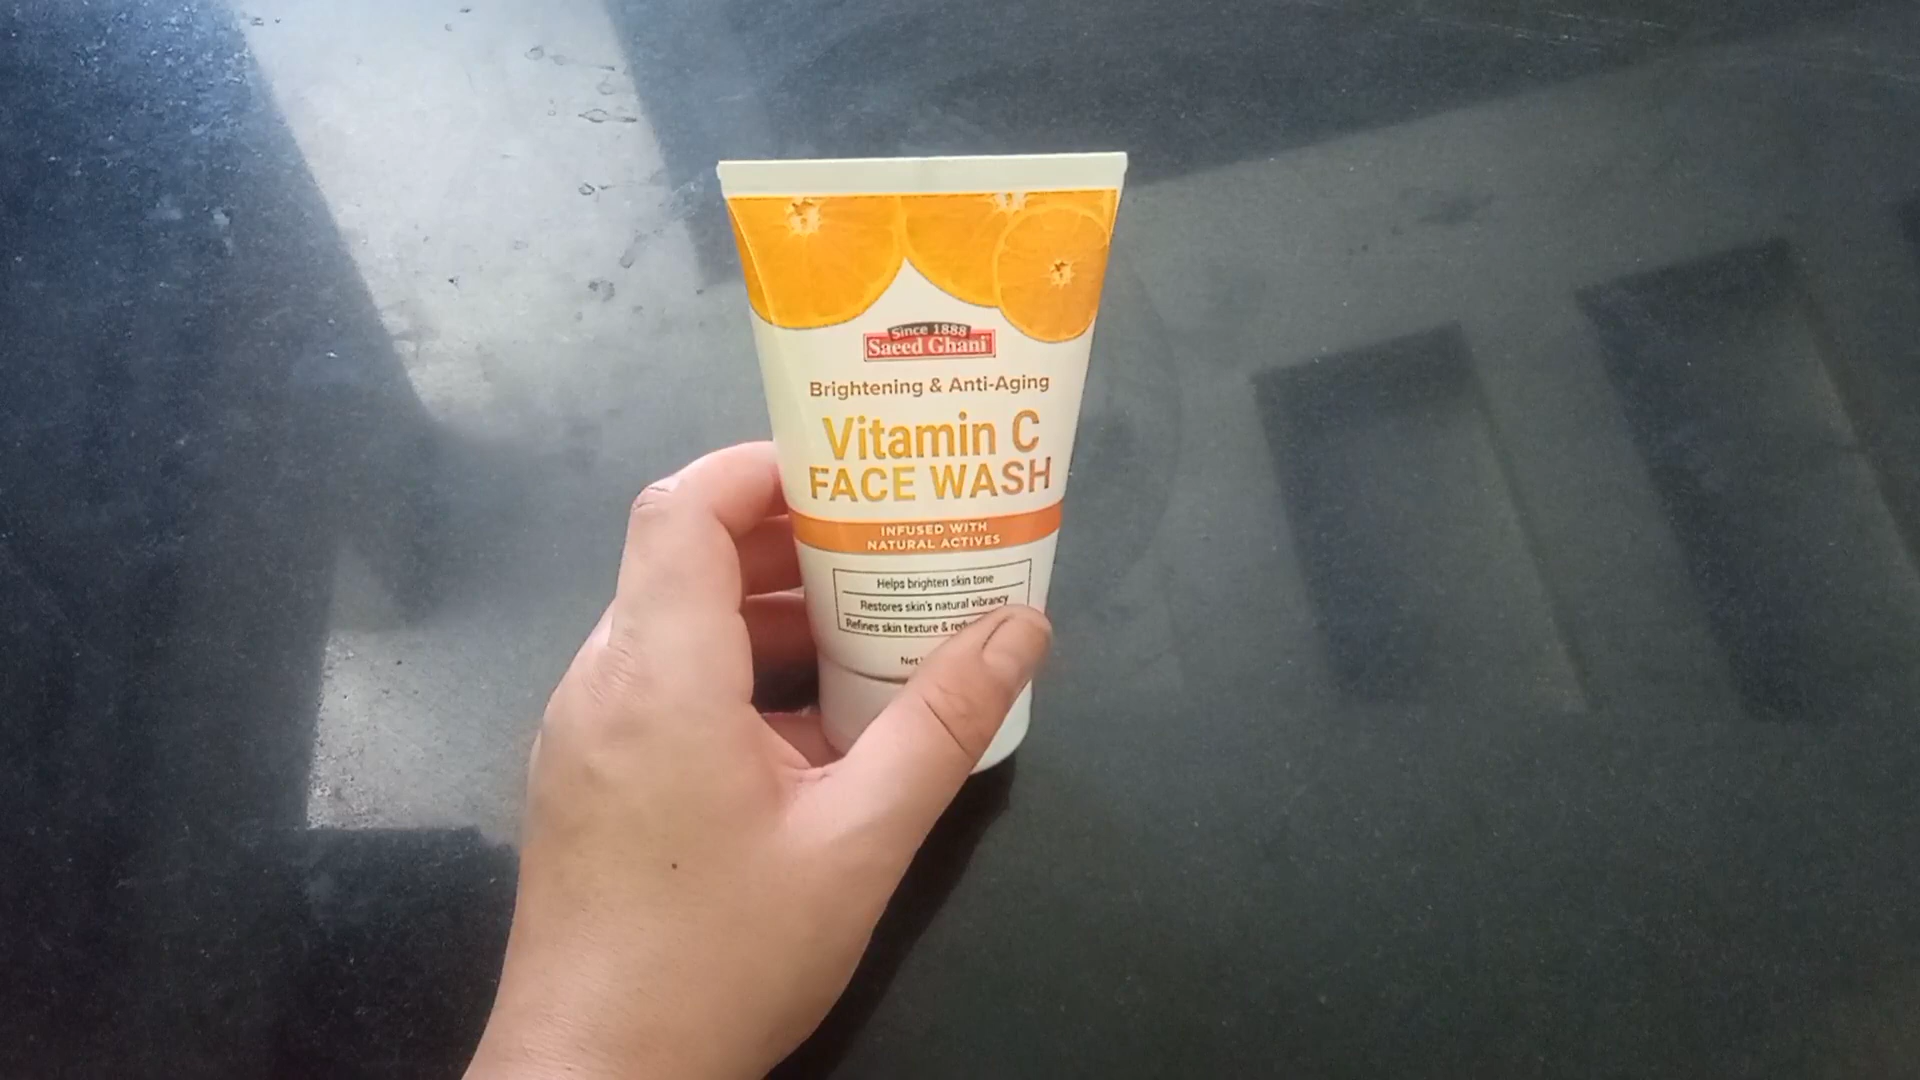 Since 1888
Saeed Ghani
Brightening & Anti-Aging
Vitamin C
FACE WASH
INFUSED WITH
NATURAL ACTIVES
Helps brighten skin tone
Restores skin's natural vibrancy
Refines skin texture &
Net